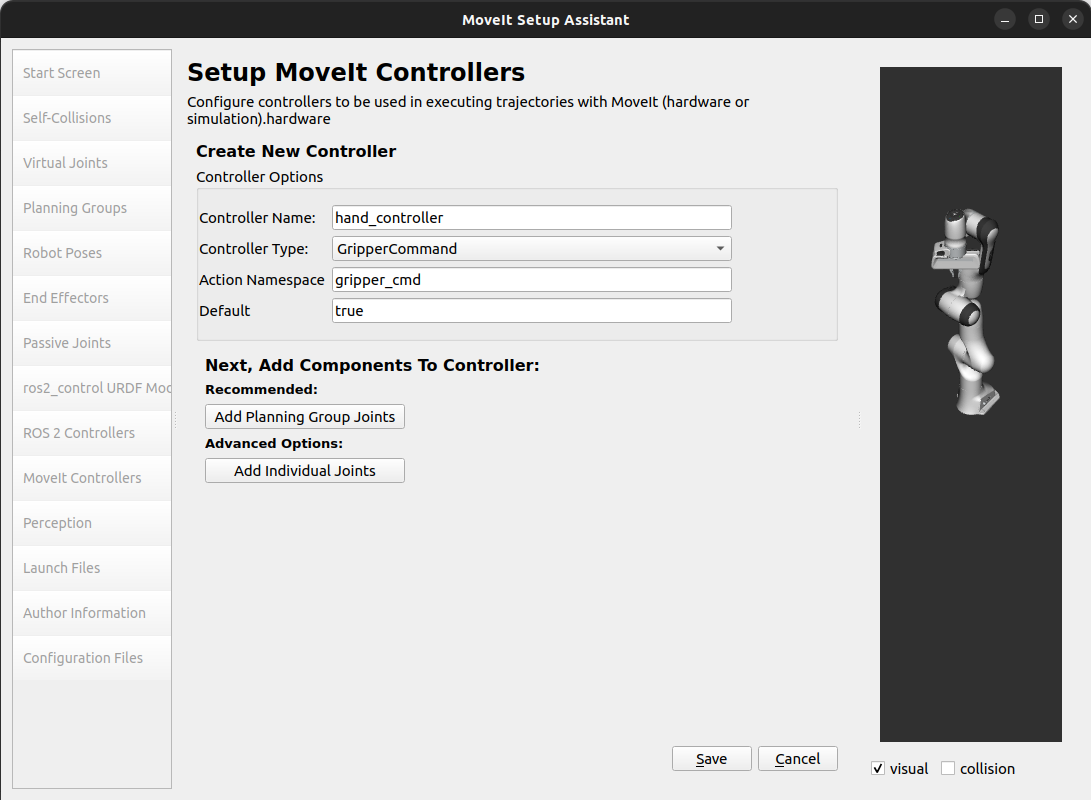 MoveIt Setup Assistant
Start Screen
Self-Collisions
Virtual Joints
Planning Groups
Robot Poses
End Effectors
Passive Joints
ros2_control URDF Moc
ROS 2 Controllers
MoveIt Controllers
Perception
Launch Files
Author Information
Configuration Files
Setup MoveIt Controllers
Configure controllers to be used in executing trajectories with MoveIt (hardware or
simulation).hardware
Create New Controller
Controller Options
Controller Name: hand_controller
Controller Type: GripperCommand
Action Namespace gripper_cmd
Default true
Next, Add Components To Controller:
Recommended:
Add Planning Group Joints
Advanced Options:
Add Individual Joints
Save Cancel
visual collision